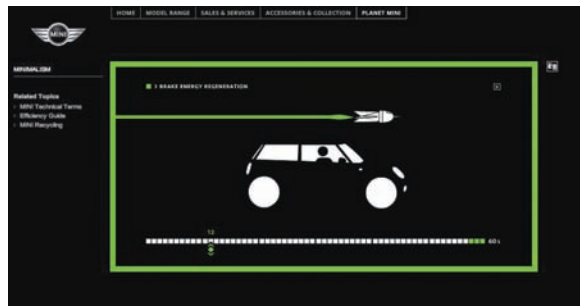 HOME MODEL RANGE SALES & SERVICES ACCESSORIES & COLLECTION PLANET MINI
MINI
MINIMALISM
Related Topics
› MINI Technical Terms
› Efficiency Guide
› MINI Recycling
› BRAKE ENERGY REGENERATION
X
12
60 L